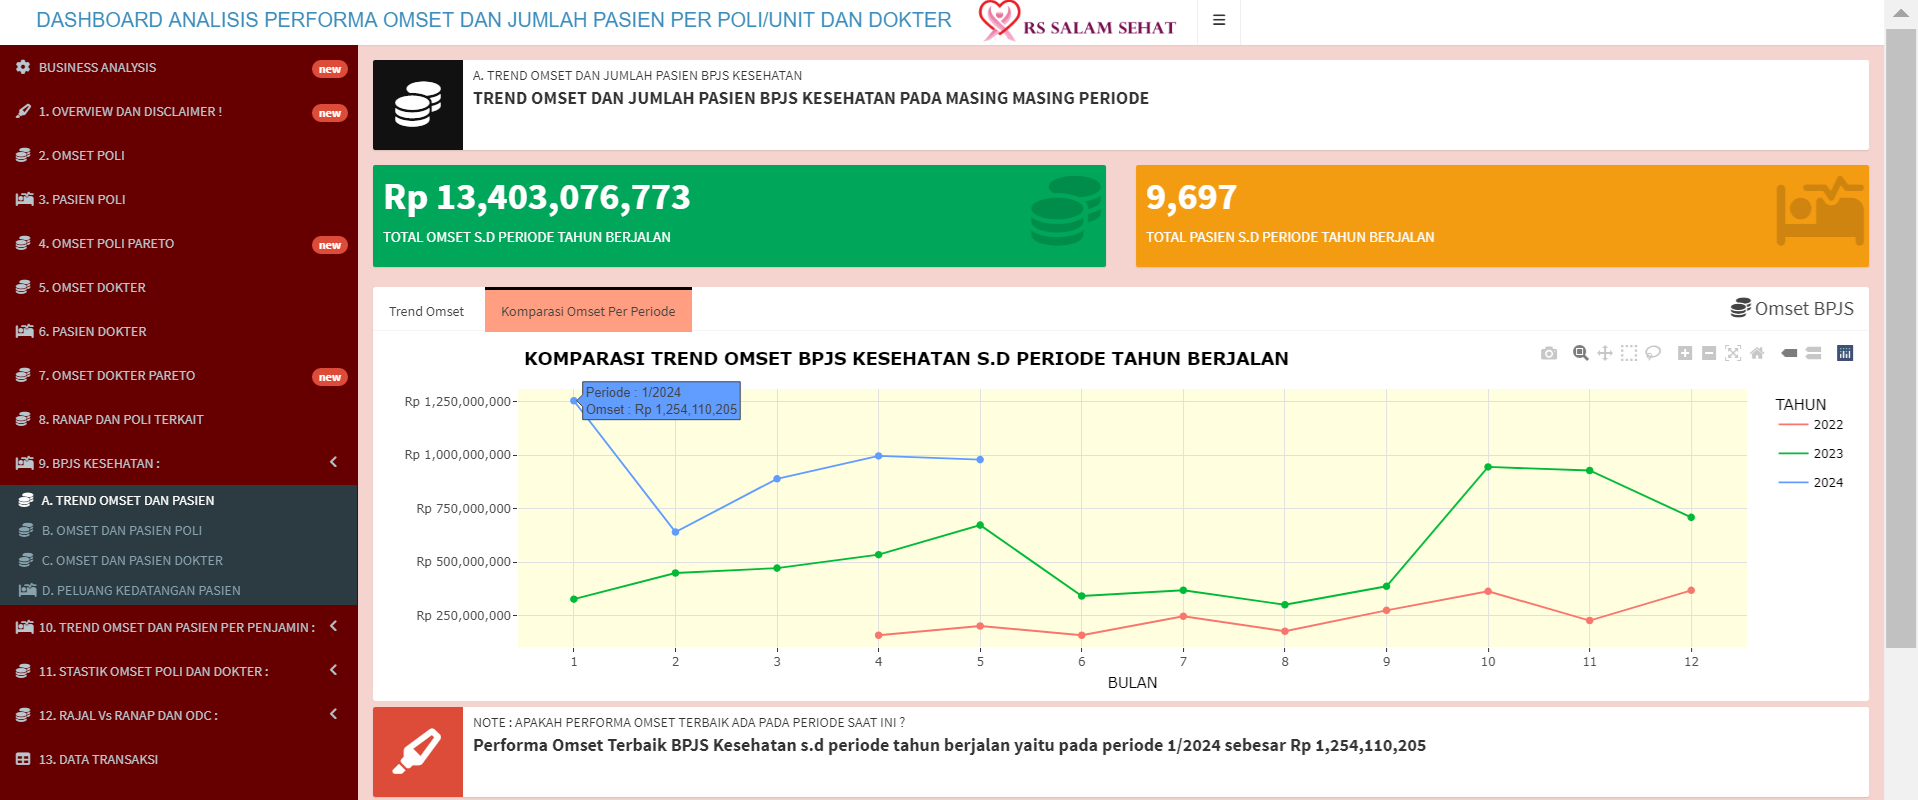 DASHBOARD ANALISIS PERFORMA OMSET DAN JUMLAH PASIEN PER POLI/UNIT DAN DOKTER
RS SALAM SEHAT
BUSINESS ANALYSIS new
1. OVERVIEW DAN DISCLAIMER ! new
2. OMSET POLI
3. PASIEN POLI
4. OMSET POLI PARETO new
5. OMSET DOKTER
6. PASIEN DOKTER
7. OMSET DOKTER PARETO new
8. RANAP DAN POLI TERKAIT
9. BPJS KESEHATAN :
A. TREND OMSET DAN PASIEN
B. OMSET DAN PASIEN POLI
C. OMSET DAN PASIEN DOKTER
D. PELUANG KEDATANGAN PASIEN
10. TREND OMSET DAN PASIEN PER PENJAMIN :
11. STASTIK OMSET POLI DAN DOKTER :
12. RAJAL Vs RANAP DAN ODC :
13. DATA TRANSAKSI
A. TREND OMSET DAN JUMLAH PASIEN BPJS KESEHATAN
TREND OMSET DAN JUMLAH PASIEN BPJS KESEHATAN PADA MASING MASING PERIODE
Rp 13,403,076,773
TOTAL OMSET S.D PERIODE TAHUN BERJALAN
9,697
TOTAL PASIEN S.D PERIODE TAHUN BERJALAN
Trend Omset
Komparasi Omset Per Periode
Omset BPJS
KOMPARASI TREND OMSET BPJS KESEHATAN S.D PERIODE TAHUN BERJALAN
Periode : 1/2024
Omset : Rp 1,254,110,205
Rp 1,250,000,000
Rp 1,000,000,000
Rp 750,000,000
Rp 500,000,000
Rp 250,000,000
1 2 3 4 5 6 7 8 9 10 11 12
BULAN
TAHUN
2022
2023
2024
NOTE : APAKAH PERFORMA OMSET TERBAIK ADA PADA PERIODE SAAT INI ?
Performa Omset Terbaik BPJS Kesehatan s.d periode tahun berjalan yaitu pada periode 1/2024 sebesar Rp 1,254,110,205